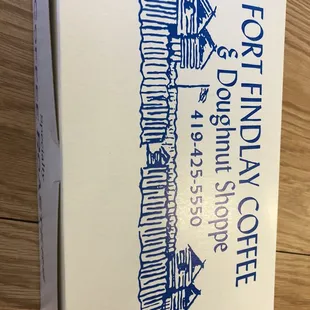 FORT FINDLAY COFFEE
& Doughnut Shoppe
419-425-5550